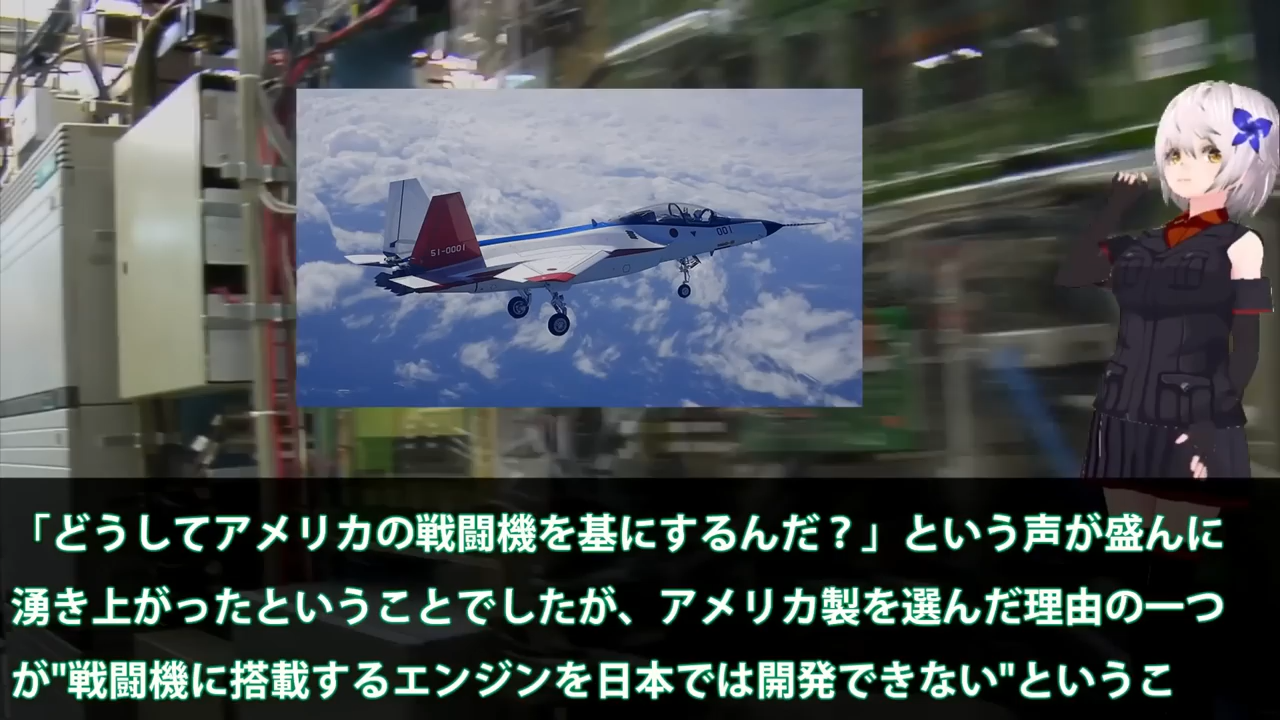 51-0001
001
「どうしてアメリカの戦闘機を基にするんだ？」という声が盛んに
湧き上がったということでしたが、アメリカ製を選んだ理由の一つ
が"戦闘機に搭載するエンジンを日本では開発できない"というこ